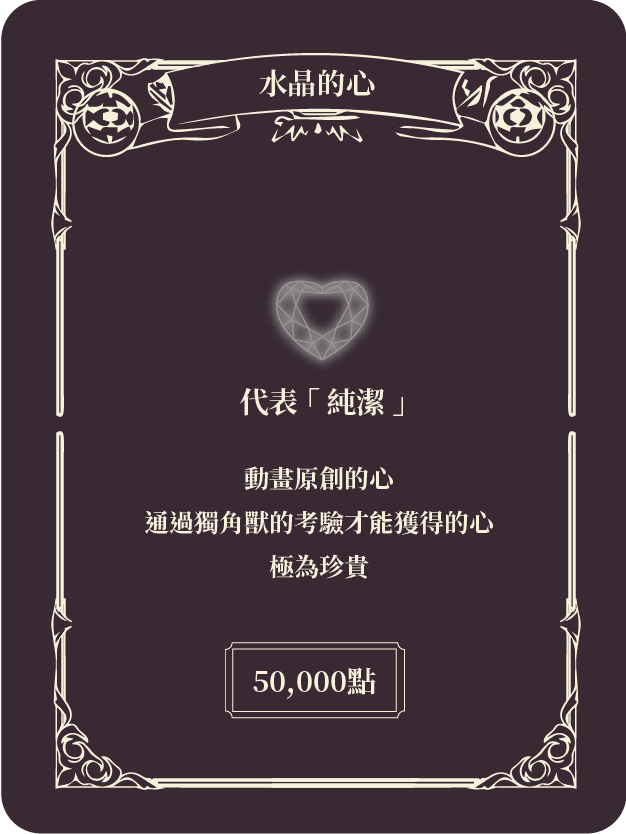 水晶的心
代表「純潔」
動畫原創的心
通過獨角獸的考驗才能獲得的心
極為珍貴
50,000點